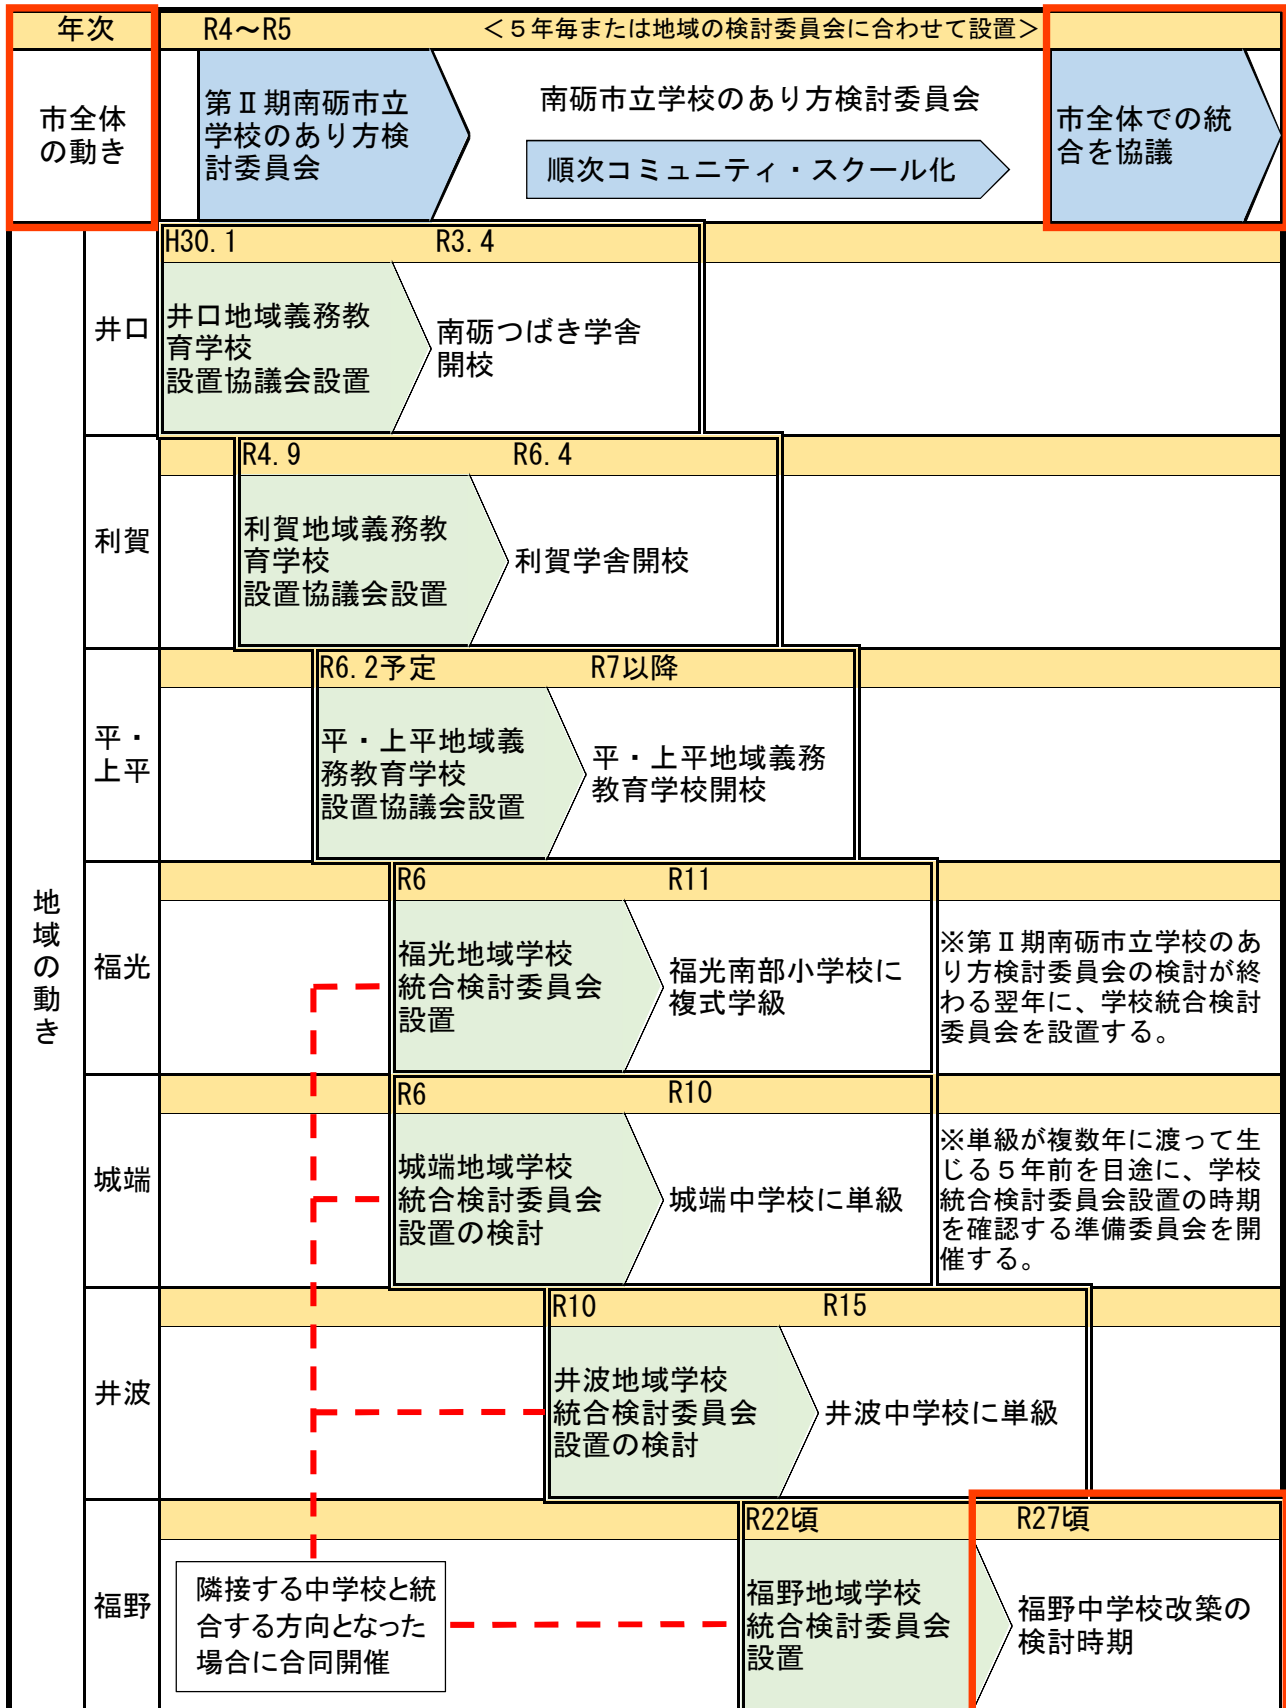 年次
R4～R5
＜５年毎または地域の検討委員会に合わせて設置＞
市全体
の動き
第Ⅱ期南砺市立
学校のあり方検
討委員会
南砺市立学校のあり方検討委員会
順次コミュニティ・スクール化
市全体での統
合を協議
地域の動き
井口
H30.1
R3.4
井口地域義務教
育学校
設置協議会設置
南砺つばき学舎
開校
利賀
R4.9
R6.4
利賀地域義務教
育学校
設置協議会設置
利賀学舎開校
平・
上平
R6.2予定
R7以降
平・上平地域義
務教育学校
設置協議会設置
平・上平地域義務
教育学校開校
福光
R6
R11
福光地域学校
統合検討委員会
設置
福光南部小学校に
複式学級
※第Ⅱ期南砺市立学校のあ
り方検討委員会の検討が終
わる翌年に、学校統合検討
委員会を設置する。
城端
R6
R10
城端地域学校
統合検討委員会
設置の検討
城端中学校に単級
※単級が複数年に渡って生
じる５年前を目途に、学校
統合検討委員会設置の時期
を確認する準備委員会を開
催する。
井波
R10
R15
井波地域学校
統合検討委員会
設置の検討
井波中学校に単級
福野
R22頃
R27頃
隣接する中学校と統
合する方向となった
場合に合同開催
福野地域学校
統合検討委員会
設置
福野中学校改築の
検討時期